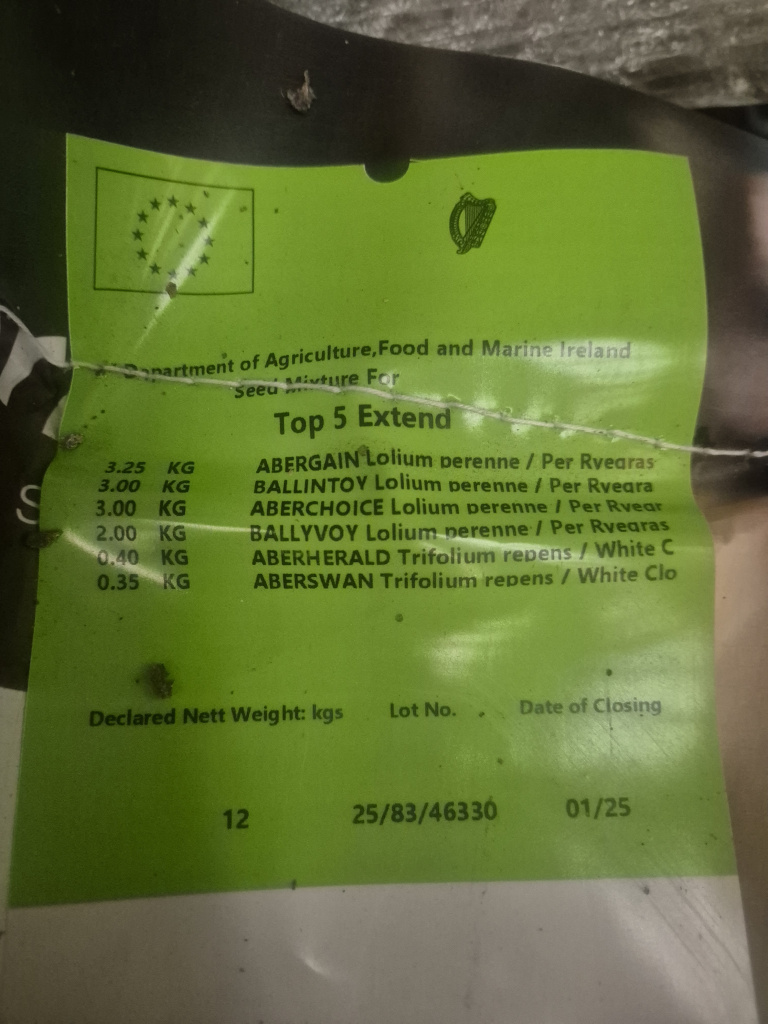 Department of Agriculture,Food and Marine Ireland
Seed Mixture For
Top 5 Extend
3.25 KG ABERGAIN Lolium perenne / Per Ryegras
3.00 KG BALLINTOY Lolium perenne / Per Ryegra
3.00 KG ABERCHOICE Lolium perenne / Per Ryegr
2.00 KG BALLYVOY Lolium perenne / Per Ryegras
0.40 KG ABERHERALD Trifolium repens / White C
0.35 KG ABERSWAN Trifolium repens / White Clo
S
Declared Nett Weight: kgs Lot No. Date of Closing
12 25/83/46330 01/25